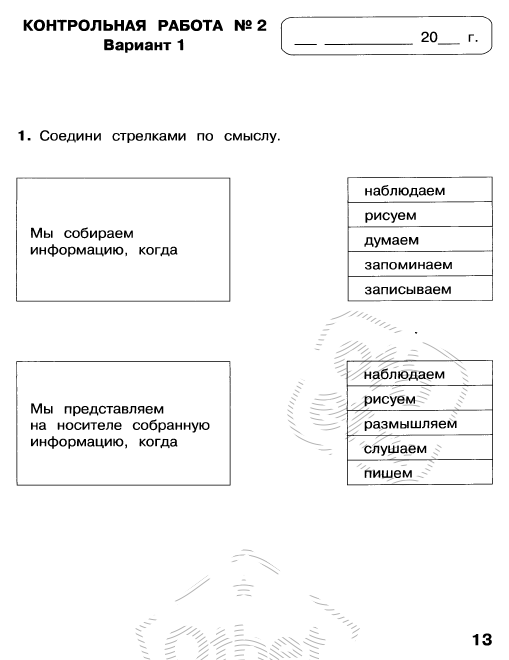 КОНТРОЛЬНАЯ РАБОТА № 2
Вариант 1
20 г.
1. Соедини стрелками по смыслу.
Мы собираем
информацию, когда
наблюдаем
рисуем
думаем
запоминаем
записываем
Мы представляем
на носителе собранную
информацию, когда
наблюдаем
рисуем
размышляем
слушаем
пишем
13